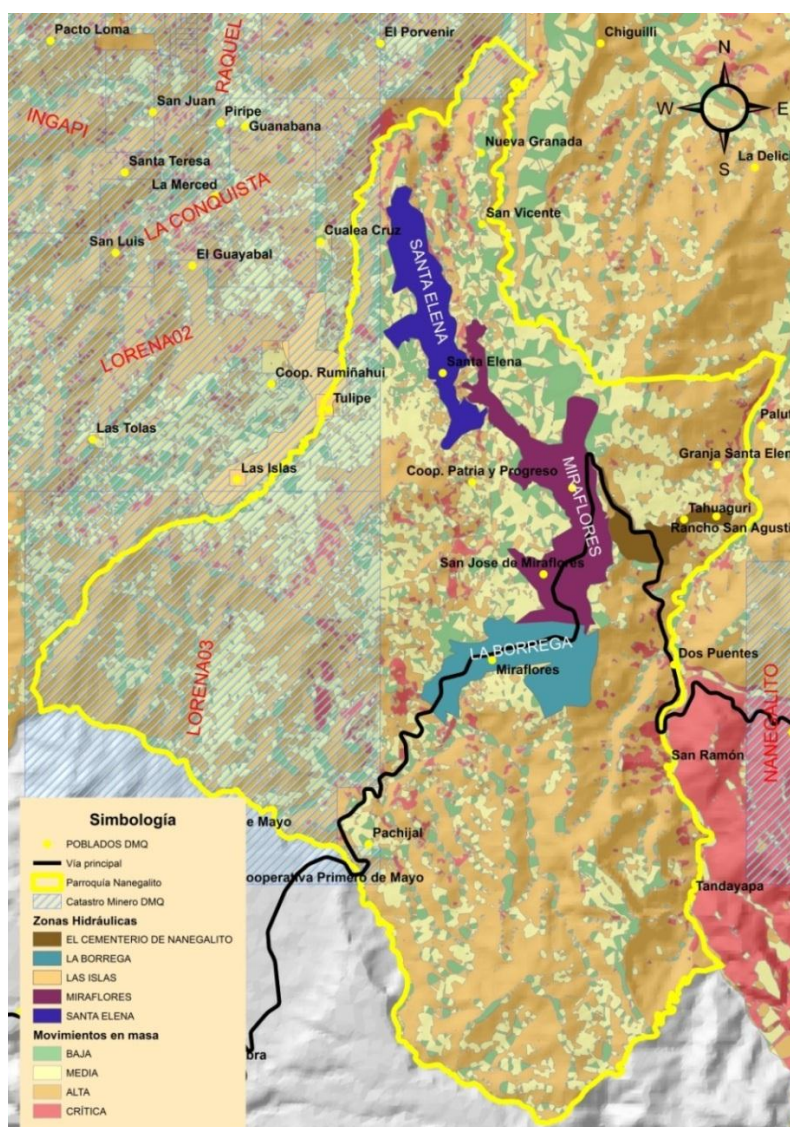 Pacto Loma
El Porvenir
Chiguilli
N
RAQUEL
W
E
S
San Juan
Piripe
Guanabana
INGAPI
Nueva Granada
La Delici
Santa Teresa
La Merced
LA CONQUISTA
San Vicente
Cualea Cruz
San Luis
El Guayabal
SANTA ELENA
LORENA02
Santa Elena
Coop. Rumiñahui
Tulipe
Palut
Las Tolas
Las Islas
Coop. Patria y Progreso
MIRAFLORES
Granja Santa Elen
Tahuaguri
Rancho San Agusti
San Jose de Miraflores
LA BORREGA
Miraflores
Dos Puentes
LORENA03
NANEGALITO
San Ramón
Pachijal
e Mayo
ooperativa Primero de Mayo
Tandayapa
bra
Simbología
POBLADOS DMQ
Vía principal
Parroquía Nanegalito
Catastro Minero DMQ
Zonas Hidráulicas
EL CEMENTERIO DE NANEGALITO
LA BORREGA
LAS ISLAS
MIRAFLORES
SANTA ELENA
Movimientos en masa
BAJA
MEDIA
ALTA
CRÍTICA